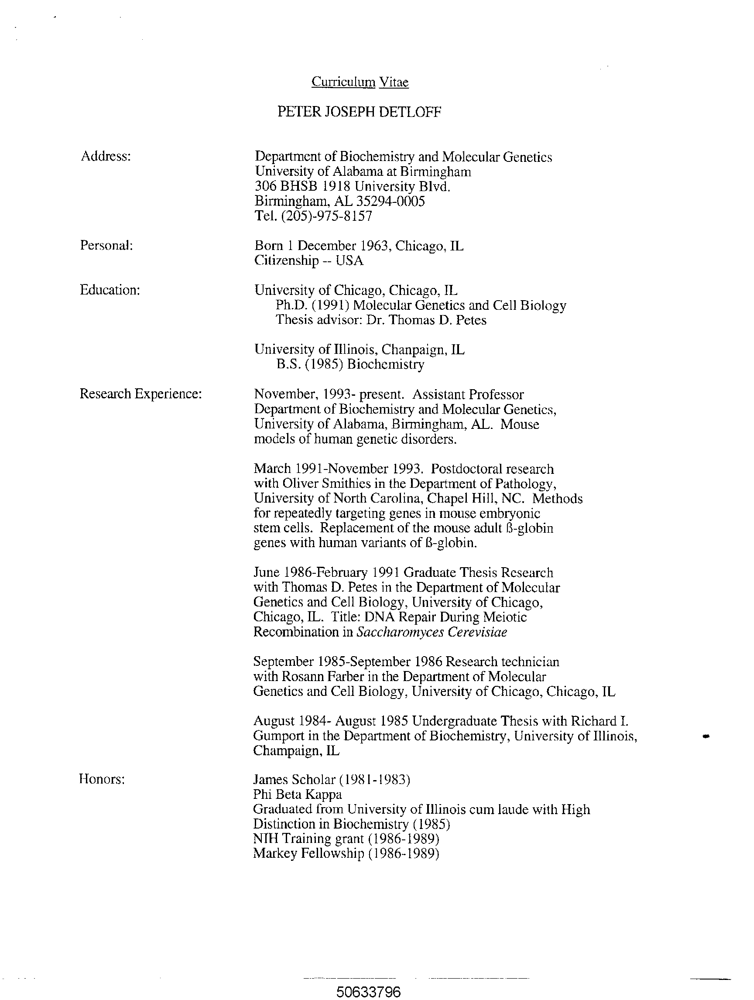 Curriculum Vitae
PETER JOSEPH DETLOFF
Address:
Department of Biochemistry and Molecular Genetics
University of Alabama at Birmingham
306 BHSB 1918 University Blvd.
Birmingham, AL 35294-0005
Tel. (205)-975-8157
Personal:
Born 1 December 1963, Chicago, IL
Citizenship -- USA
Education:
University of Chicago, Chicago, IL
Ph.D. (1991) Molecular Genetics and Cell Biology
Thesis advisor: Dr. Thomas D. Petes
University of Illinois, Chanpaign, IL
B.S. (1985) Biochemistry
Research Experience:
November, 1993- present. Assistant Professor
Department of Biochemistry and Molecular Genetics,
University of Alabama, Birmingham, AL. Mouse
models of human genetic disorders.
March 1991-November 1993. Postdoctoral research
with Oliver Smithies in the Department of Pathology,
University of North Carolina, Chapel Hill, NC. Methods
for repeatedly targeting genes in mouse embryonic
stem cells. Replacement of the mouse adult ß-globin
genes with human variants of ß-globin.
June 1986-February 1991 Graduate Thesis Research
with Thomas D. Petes in the Department of Molecular
Genetics and Cell Biology, University of Chicago,
Chicago, IL. Title: DNA Repair During Meiotic
Recombination in Saccharomyces Cerevisiae
September 1985-September 1986 Research technician
with Rosann Farber in the Department of Molecular
Genetics and Cell Biology, University of Chicago, Chicago, IL
August 1984- August 1985 Undergraduate Thesis with Richard I.
Gumport in the Department of Biochemistry, University of Illinois,
Champaign, IL
Honors:
James Scholar (1981-1983)
Phi Beta Kappa
Graduated from University of Illinois cum laude with High
Distinction in Biochemistry (1985)
NIH Training grant (1986-1989)
Markey Fellowship (1986-1989)
50633796